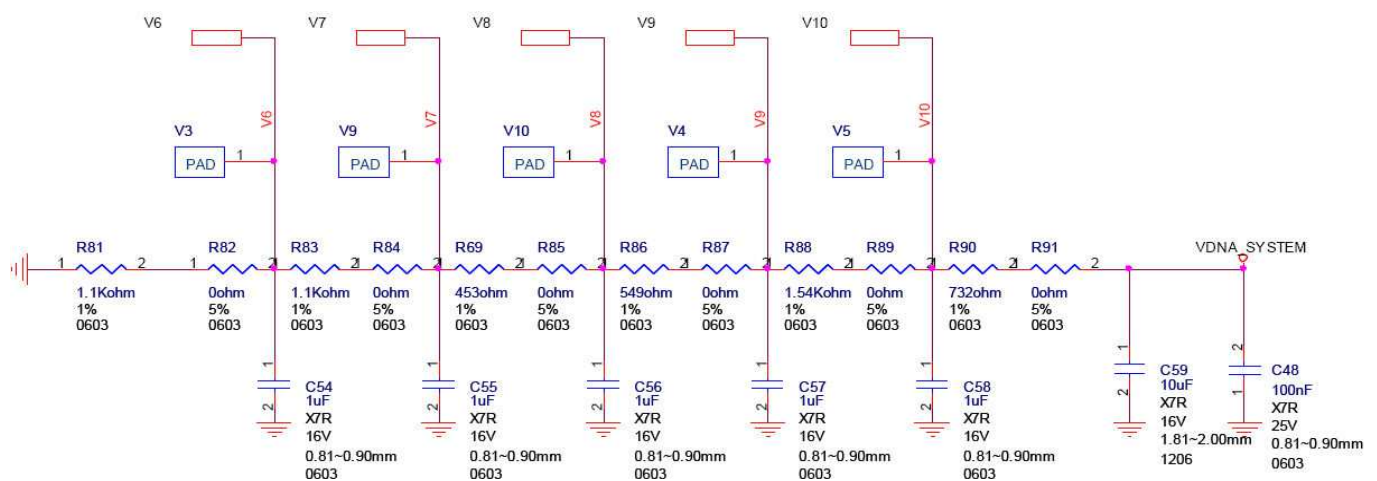 V6 V7 V8 V9 V10
V6 V7 V8 V9 V10
V3 V9 V10 V4 V5
PAD 1 PAD 1 PAD 1 PAD 1 PAD 1
R81 R82 R83 R84 R69 R85 R86 R87 R88 R89 R90 R91 VDNA_SYSTEM
1 2 1 2 1 2 1 2 1 2 1 2 1 2 1 2 1 2 1 2 1 2 1 2 1
1.1Kohm 0ohm 1.1Kohm 0ohm 453ohm 0ohm 549ohm 0ohm 1.54Kohm 0ohm 732ohm 0ohm
1% 5% 1% 5% 1% 5% 1% 5% 1% 5% 1% 5%
0603 0603 0603 0603 0603 0603 0603 0603 0603 0603 0603 0603
1 1 1 1 1 1 2
C54 C55 C56 C57 C58 C59 C48
1uF 1uF 1uF 1uF 1uF 10uF 100nF
2 2 2 2 2 2 1
X7R X7R X7R X7R X7R X7R X7R
16V 16V 16V 16V 16V 16V 25V
0.81~0.90mm 0.81~0.90mm 0.81~0.90mm 0.81~0.90mm 0.81~0.90mm 1.81~2.00mm 0.81~0.90mm
0603 0603 0603 0603 0603 1206 0603